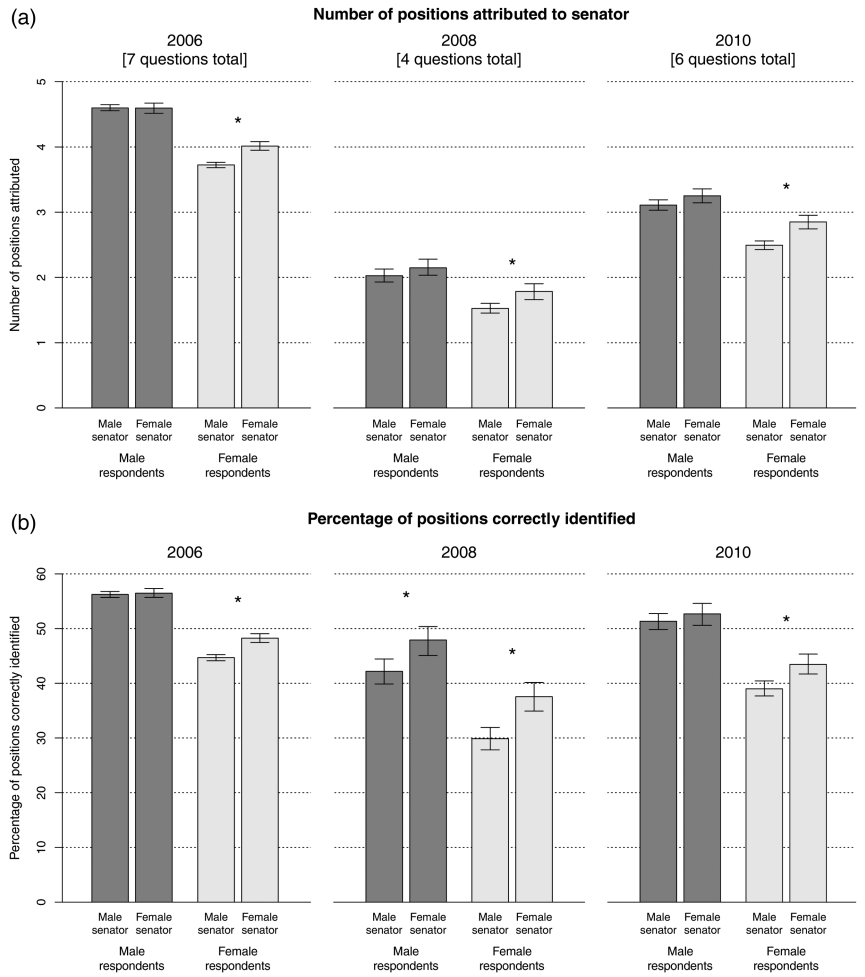 (a)
Number of positions attributed to senator
2006
[7 questions total]
2008
[4 questions total]
2010
[6 questions total]
Number of positions attributed
5
4
3
2
1
0
*
*
*
Male senator
Female senator
Male senator
Female senator
Male respondents
Female respondents
Male senator
Female senator
Male senator
Female senator
Male respondents
Female respondents
Male senator
Female senator
Male senator
Female senator
Male respondents
Female respondents
(b)
Percentage of positions correctly identified
2006
2008
2010
Percentage of positions correctly identified
60
50
40
30
20
10
0
*
*
*
*
Male senator
Female senator
Male senator
Female senator
Male respondents
Female respondents
Male senator
Female senator
Male senator
Female senator
Male respondents
Female respondents
Male senator
Female senator
Male senator
Female senator
Male respondents
Female respondents